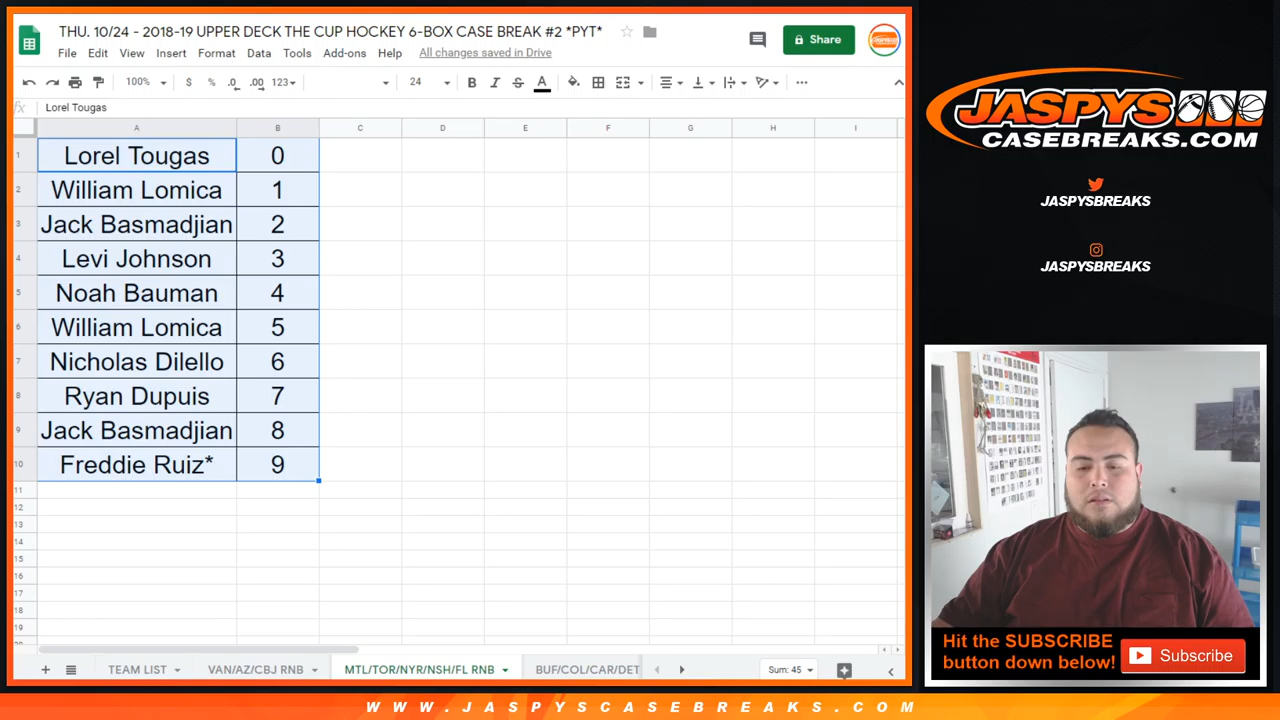 THU. 10/24 - 2018-19 UPPER DECK THE CUP HOCKEY 6-BOX CASE BREAK #2 *PYT*
File Edit View Insert Format Data Tools Add-ons Help All changes saved in Drive
Share
100% $ % .0 .00 123 24 B I S A
fx Lorel Tougas
A B C D E F G H I
1 Lorel Tougas 0
2 William Lomica 1
3 Jack Basmadjian 2
4 Levi Johnson 3
5 Noah Bauman 4
6 William Lomica 5
7 Nicholas Dilello 6
8 Ryan Dupuis 7
9 Jack Basmadjian 8
10 Freddie Ruiz* 9
11
12
13
14
15
16
17
18
19
TEAM LIST VAN/AZ/CBJ RNB MTL/TOR/NYR/NSH/FL RNB BUF/COL/CAR/DET Sum: 45
JASPYS
CASEBREAKS.COM
JASPYSBREAKS
JASPYSBREAKS
Hit the SUBSCRIBE
button down below!
Subscribe
WWW.JASPYSCASEBREAKS.COM